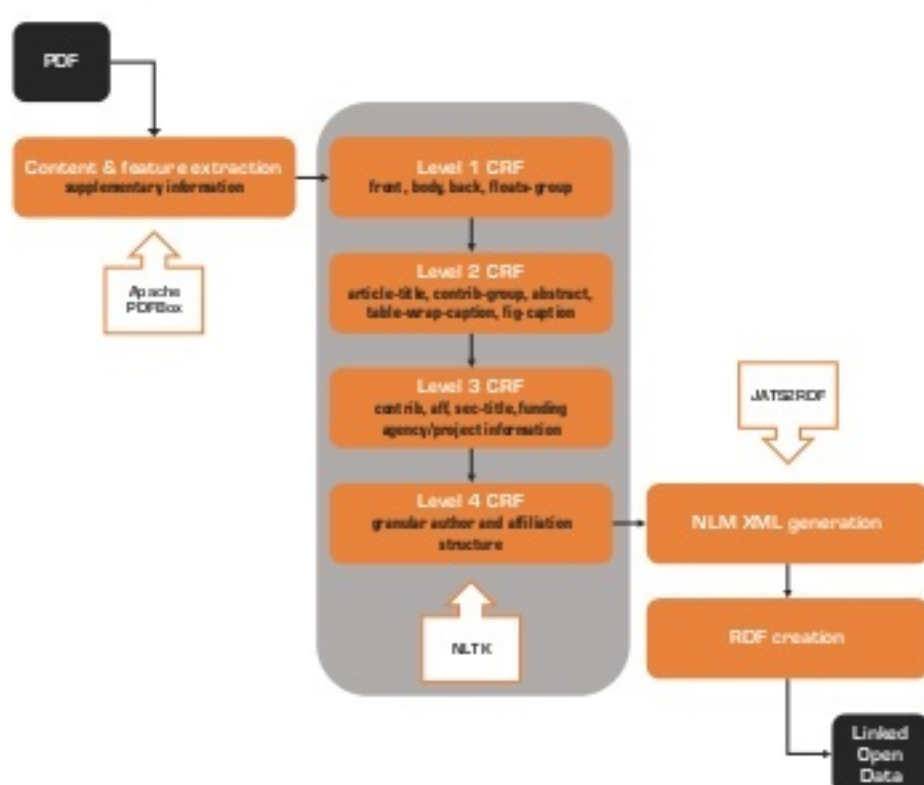 PDF
Content & feature extraction
supplementary information
Apache
PDFBox
Level 1 CRF
front, body, back, floats-group
Level 2 CRF
article-title, contrib-group, abstract,
table-wrap-caption, fig-caption
Level 3 CRF
contrib, aff, sec-title, funding
agency/project information
Level 4 CRF
granular author and affiliation
structure
NLTK
JATS2RDF
NLM XML generation
RDF creation
Linked
Open
Data